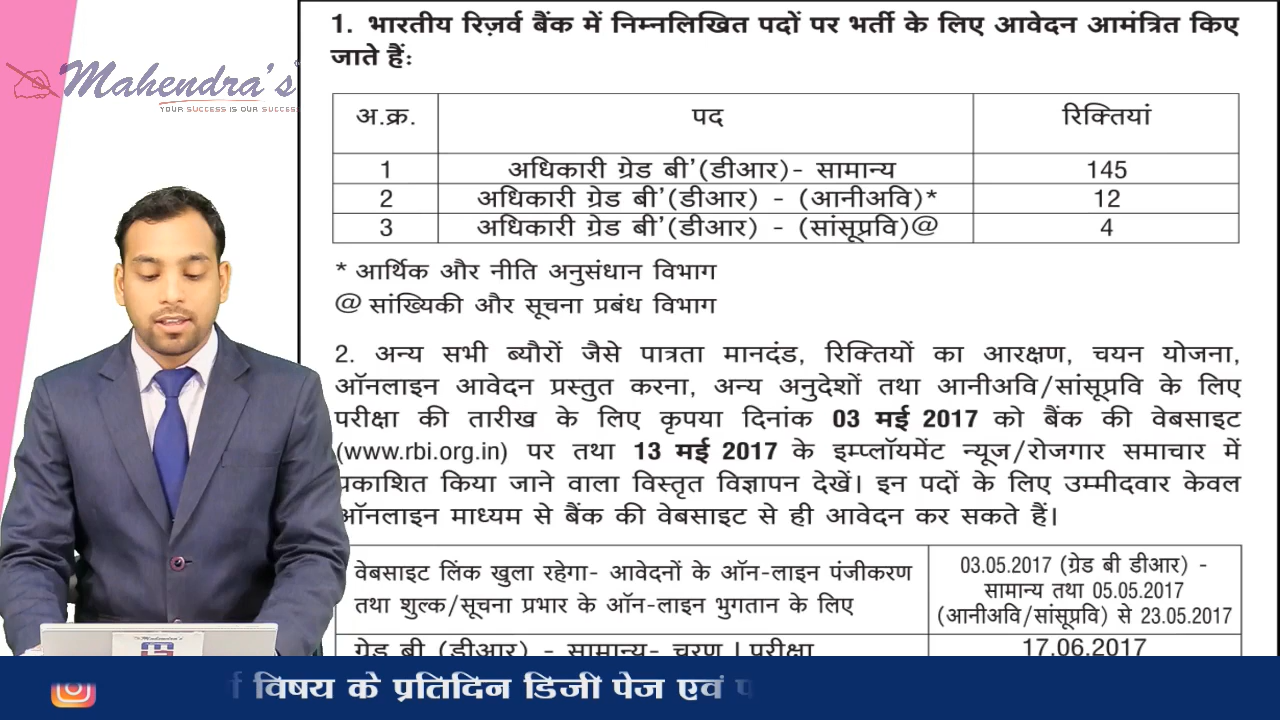 1. भारतीय रिज़र्व बैंक में निम्नलिखित पदों पर भर्ती के लिए आवेदन आमंत्रित किए
जाते हैं:
Mahendra's
YOUR SUCCESS IS OUR SUCCESS
अ.क्र. पद रिक्तियां
1 अधिकारी ग्रेड बी'(डीआर)- सामान्य 145
2 अधिकारी ग्रेड बी'(डीआर) - (आनीअवि)* 12
3 अधिकारी ग्रेड बी'(डीआर) - (सांसूप्रवि)@ 4
* आर्थिक और नीति अनुसंधान विभाग
@ सांख्यिकी और सूचना प्रबंध विभाग
2. अन्य सभी ब्यौरों जैसे पात्रता मानदंड, रिक्तियों का आरक्षण, चयन योजना,
ऑनलाइन आवेदन प्रस्तुत करना, अन्य अनुदेशों तथा आनीअवि/सांसूप्रवि के लिए
परीक्षा की तारीख के लिए कृपया दिनांक 03 मई 2017 को बैंक की वेबसाइट
(www.rbi.org.in) पर तथा 13 मई 2017 के इम्प्लॉयमेंट न्यूज/रोजगार समाचार में
प्रकाशित किया जाने वाला विस्तृत विज्ञापन देखें। इन पदों के लिए उम्मीदवार केवल
ऑनलाइन माध्यम से बैंक की वेबसाइट से ही आवेदन कर सकते हैं।
वेबसाइट लिंक खुला रहेगा- आवेदनों के ऑन-लाइन पंजीकरण
तथा शुल्क/सूचना प्रभार के ऑन-लाइन भुगतान के लिए
03.05.2017 (ग्रेड बी डीआर) -
सामान्य तथा 05.05.2017
(आनीअवि/सांसूप्रवि) से 23.05.2017
ग्रेड बी (डीआर) - सामान्य- चरण I परीक्षा 17.06.2017
Mahendra's
विषय के प्रतिदिन डिजी पेज एवं